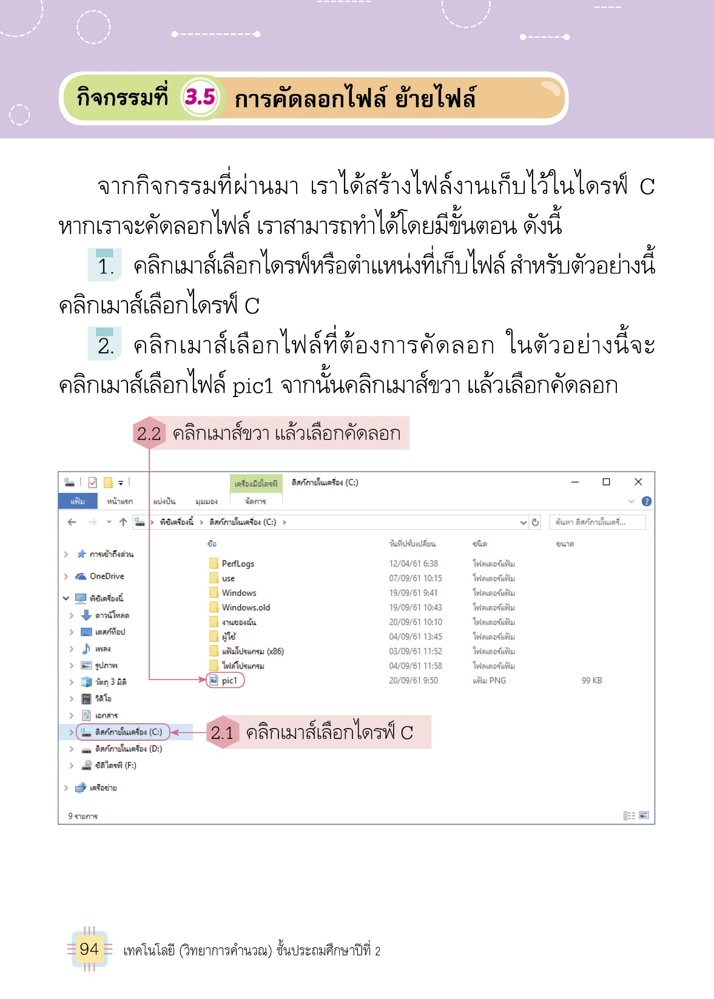 กิจกรรมที่ 3.5 การคัดลอกไฟล์ ย้ายไฟล์
จากกิจกรรมที่ผ่านมา เราได้สร้างไฟล์งานเก็บไว้ในไดรฟ์ C
หากเราจะคัดลอกไฟล์ เราสามารถทำได้โดยมีขั้นตอน ดังนี้
1. คลิกเมาส์เลือกไดรฟ์หรือตำแหน่งที่เก็บไฟล์ สำหรับตัวอย่างนี้
คลิกเมาส์เลือกไดรฟ์ C
2. คลิกเมาส์เลือกไฟล์ที่ต้องการคัดลอก ในตัวอย่างนี้จะ
คลิกเมาส์เลือกไฟล์ pic1 จากนั้นคลิกเมาส์ขวา แล้วเลือกคัดลอก
2.2 คลิกเมาส์ขวา แล้วเลือกคัดลอก
เครื่องมือไดรฟ์ ดิสก์ภายในเครื่อง (C:)
แฟ้ม หน้าแรก แบ่งปัน มุมมอง จัดการ
พีซีเครื่องนี้ ดิสก์ภายในเครื่อง (C:) ค้นหา ดิสก์ภายในเครื่...
ชื่อ วันที่ปรับเปลี่ยน ชนิด ขนาด
การเข้าถึงด่วน
OneDrive
พีซีเครื่องนี้
ดาวน์โหลด
เดสก์ท็อป
เพลง
รูปภาพ
วัตถุ 3 มิติ
วิดีโอ
เอกสาร
ดิสก์ภายในเครื่อง (C:)
ดิสก์ภายในเครื่อง (D:)
ซีดีไดรฟ์ (F:)
เครือข่าย
PerfLogs 12/04/61 6:38 โฟลเดอร์แฟ้ม
use 07/09/61 10:15 โฟลเดอร์แฟ้ม
Windows 19/09/61 9:41 โฟลเดอร์แฟ้ม
Windows.old 19/09/61 10:43 โฟลเดอร์แฟ้ม
งานของฉัน 20/09/61 10:10 โฟลเดอร์แฟ้ม
ผู้ใช้ 04/09/61 13:45 โฟลเดอร์แฟ้ม
แฟ้มโปรแกรม (x86) 03/09/61 11:52 โฟลเดอร์แฟ้ม
ไฟล์โปรแกรม 04/09/61 11:58 โฟลเดอร์แฟ้ม
pic1 20/09/61 9:50 แฟ้ม PNG 99 KB
2.1 คลิกเมาส์เลือกไดรฟ์ C
9 รายการ
94 เทคโนโลยี (วิทยาการคำนวณ) ชั้นประถมศึกษาปีที่ 2